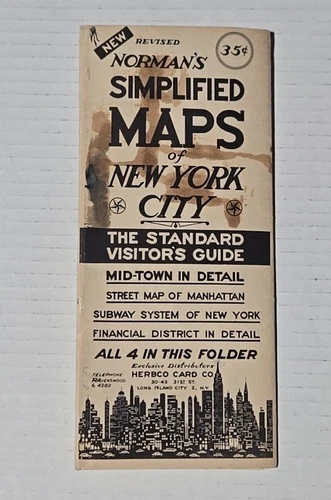 NEW
REVISED
35¢
NORMAN'S
SIMPLIFIED
MAPS
of
NEW YORK
CITY
THE STANDARD
VISITOR'S GUIDE
MID-TOWN IN DETAIL
STREET MAP OF MANHATTAN
SUBWAY SYSTEM OF NEW YORK
FINANCIAL DISTRICT IN DETAIL
ALL 4 IN THIS FOLDER
Exclusive Distributors
HERBCO CARD CO.
30-43 31ST ST.
LONG ISLAND CITY 2, N.Y.
TELEPHONE
RAVENSWOOD
6 4282